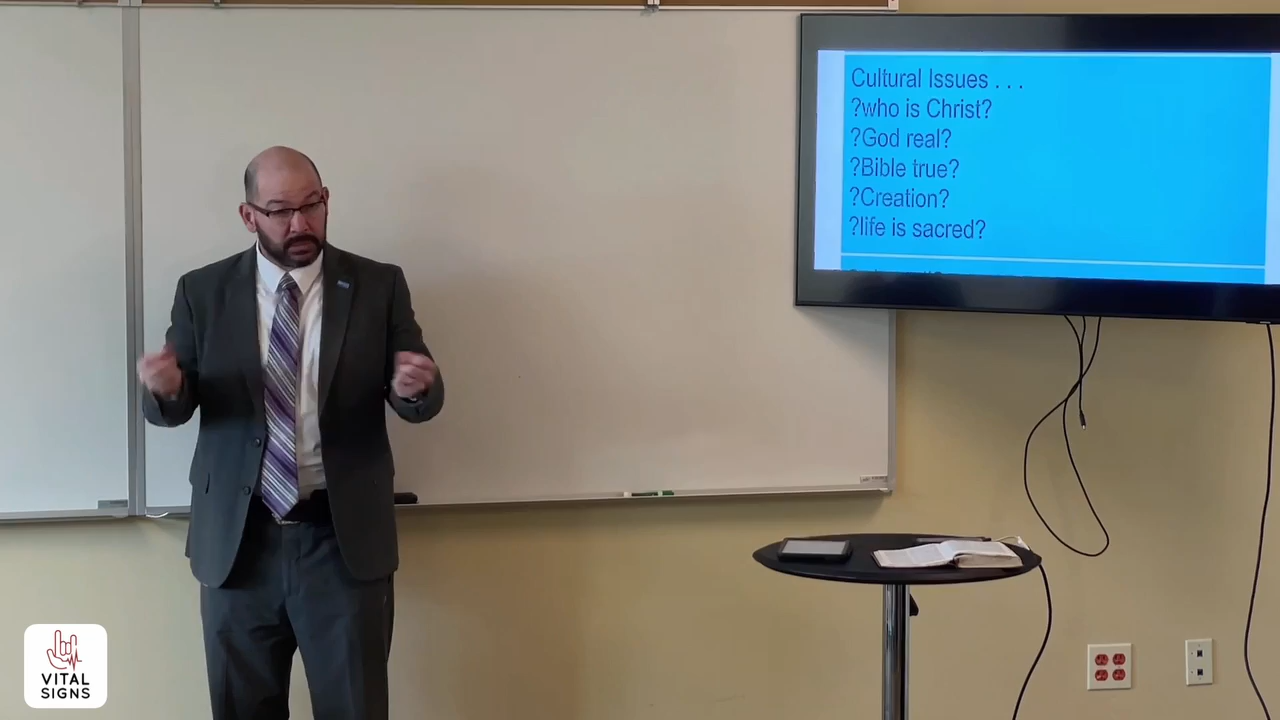 Cultural Issues . . .
?who is Christ?
?God real?
?Bible true?
?Creation?
?life is sacred?
VITAL
SIGNS